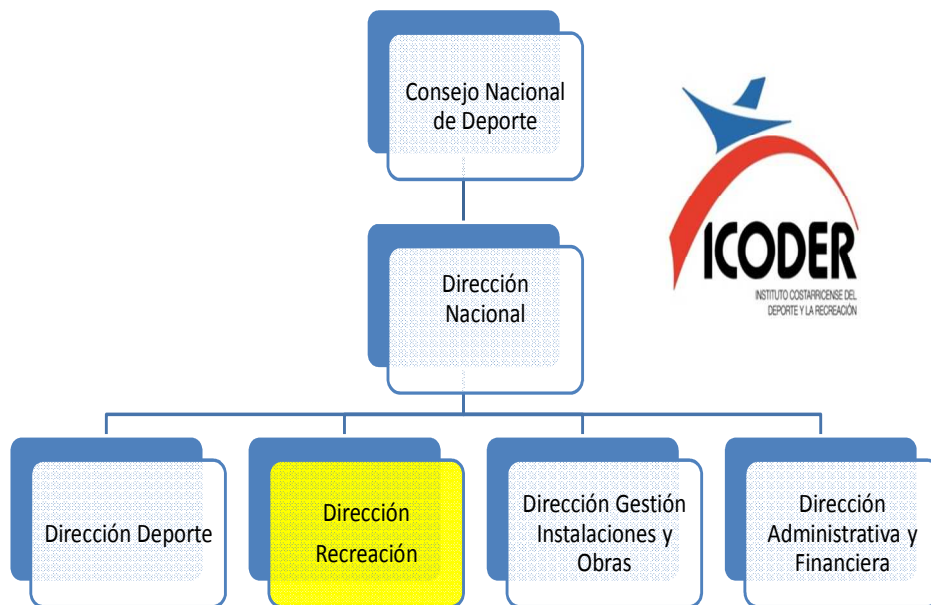 Consejo Nacional
de Deporte
ICODER
INSTITUTO COSTARRICENSE DEL
DEPORTE Y LA RECREACIÓN
Dirección
Nacional
Dirección Deporte
Dirección
Recreación
Dirección Gestión
Instalaciones y
Obras
Dirección
Administrativa y
Financiera